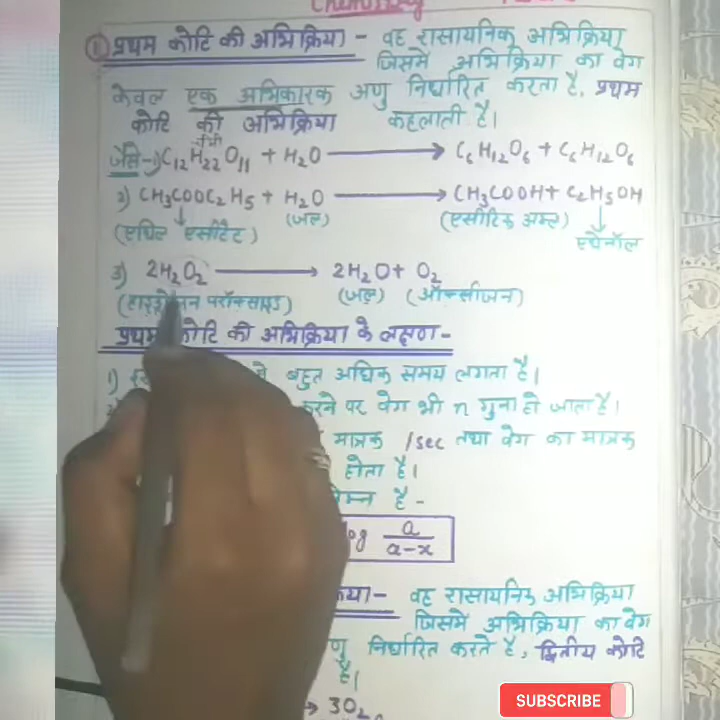 Chemistry
① प्रथम कोटि की अभिक्रिया - वह रासायनिक अभिक्रिया
जिसमें अभिक्रिया का वेग
केवल एक अभिकारक अणु निर्धारित करता है, प्रथम
कोटि की अभिक्रिया कहलाती है।
जैसे-1) C12H22O11 + H2O → C6H12O6 + C6H12O6
2) CH3COOC2H5 + H2O → CH3COOH + C2H5OH
(एथिल एसीटेट) (जल) (एसीटिक अम्ल)
एथेनॉल
3) 2H2O2 → 2H2O + O2
(जल) (ऑक्सीजन)
प्रथम कोटि की अभिक्रिया के लक्षण-
1) बहुत अधिक समय लगता है।
करने पर वेग भी n गुना हो जाता है।
मात्रक /sec तथा वेग का मात्रक
होता है।
निम्न है -
log a/a-x
वह रासायनिक अभिक्रिया
जिसमें अभिक्रिया का वेग
निर्धारित करते है, द्वितीय कोटि
है।
→ 3O2
SUBSCRIBE